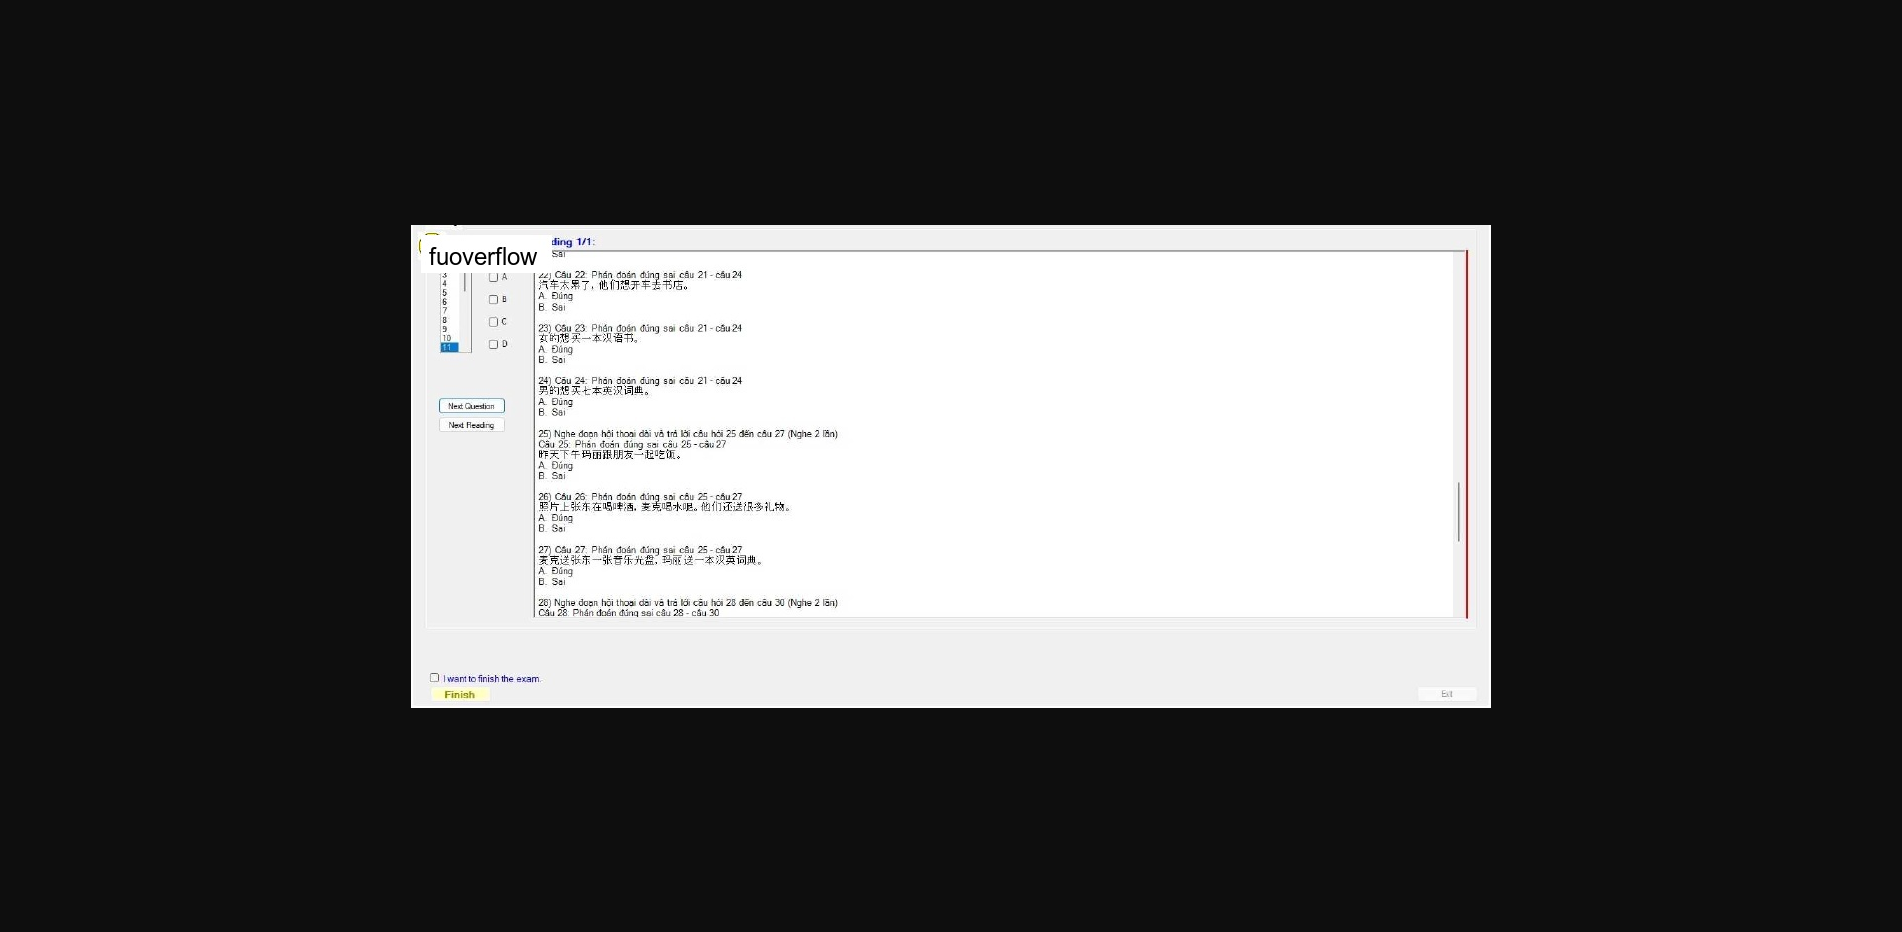 ding 1/1:
fuoverflow
Sai
22) Câu 22: Phán đoán đúng sai câu 21 - câu 24
汽车太累了, 他们想开车去书店。
A. Đúng
B. Sai
23) Câu 23: Phán đoán đúng sai câu 21 - câu 24
女的想买一本汉语书。
A. Đúng
B. Sai
24) Câu 24: Phán đoán đúng sai câu 21 - câu 24
男的想买七本英汉词典。
A. Đúng
B. Sai
25) Nghe đoạn hội thoại dài và trả lời câu hỏi 25 đến câu 27 (Nghe 2 lần)
Câu 25: Phán đoán đúng sai câu 25 - câu 27
昨天下午玛丽跟朋友一起吃饭。
A. Đúng
B. Sai
26) Câu 26: Phán đoán đúng sai câu 25 - câu 27
照片上张东在喝啤酒, 麦克喝水呢。他们还送很多礼物。
A. Đúng
B. Sai
27) Câu 27. Phán đoán đúng sai câu 25 - câu 27
麦克送张东一张音乐光盘, 玛丽送一本汉英词典。
A. Đúng
B. Sai
28) Nghe đoạn hội thoại dài và trả lời câu hỏi 28 đến câu 30 (Nghe 2 lần)
Câu 28: Phán đoán đúng sai câu 28 - câu 30
3
4
5
6
7
8
9
10
11
A
B
C
D
Next Question
Next Reading
I want to finish the exam.
Finish
Exit